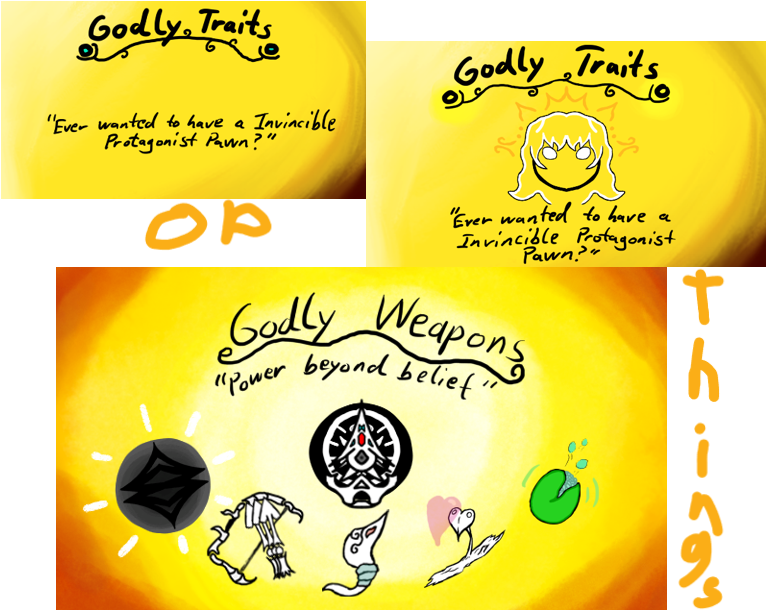 Godly Traits
"Ever wanted to have a Invincible
Protagonist Pawn?"
Godly Traits
"Ever wanted to have a
Invincible Protagonist
Pawn?"
OP
Things
Godly Weapons
"Power beyond belief"